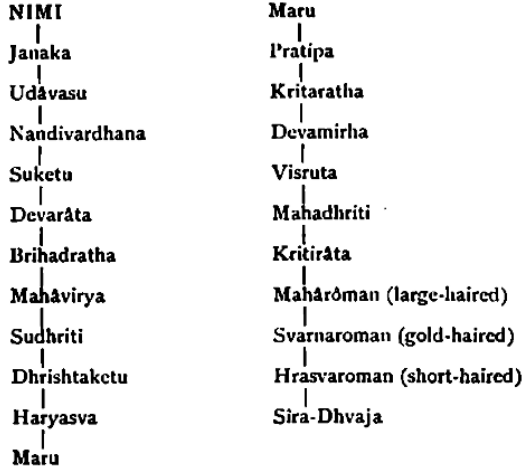 NIMI
Janaka
Udâvasu
Nandivardhana
Suketu
Devarâta
Brihadratha
Mahâvirya
Sudhriti
Dhrishtaketu
Haryasva
Maru
Maru
Pratipa
Kritaratha
Devamirha
Visruta
Mahadhriti
Kritirâta
Mahârôman (large-haired)
Svarnaroman (gold-haired)
Hrasvaroman (short-haired)
Sira-Dhvaja